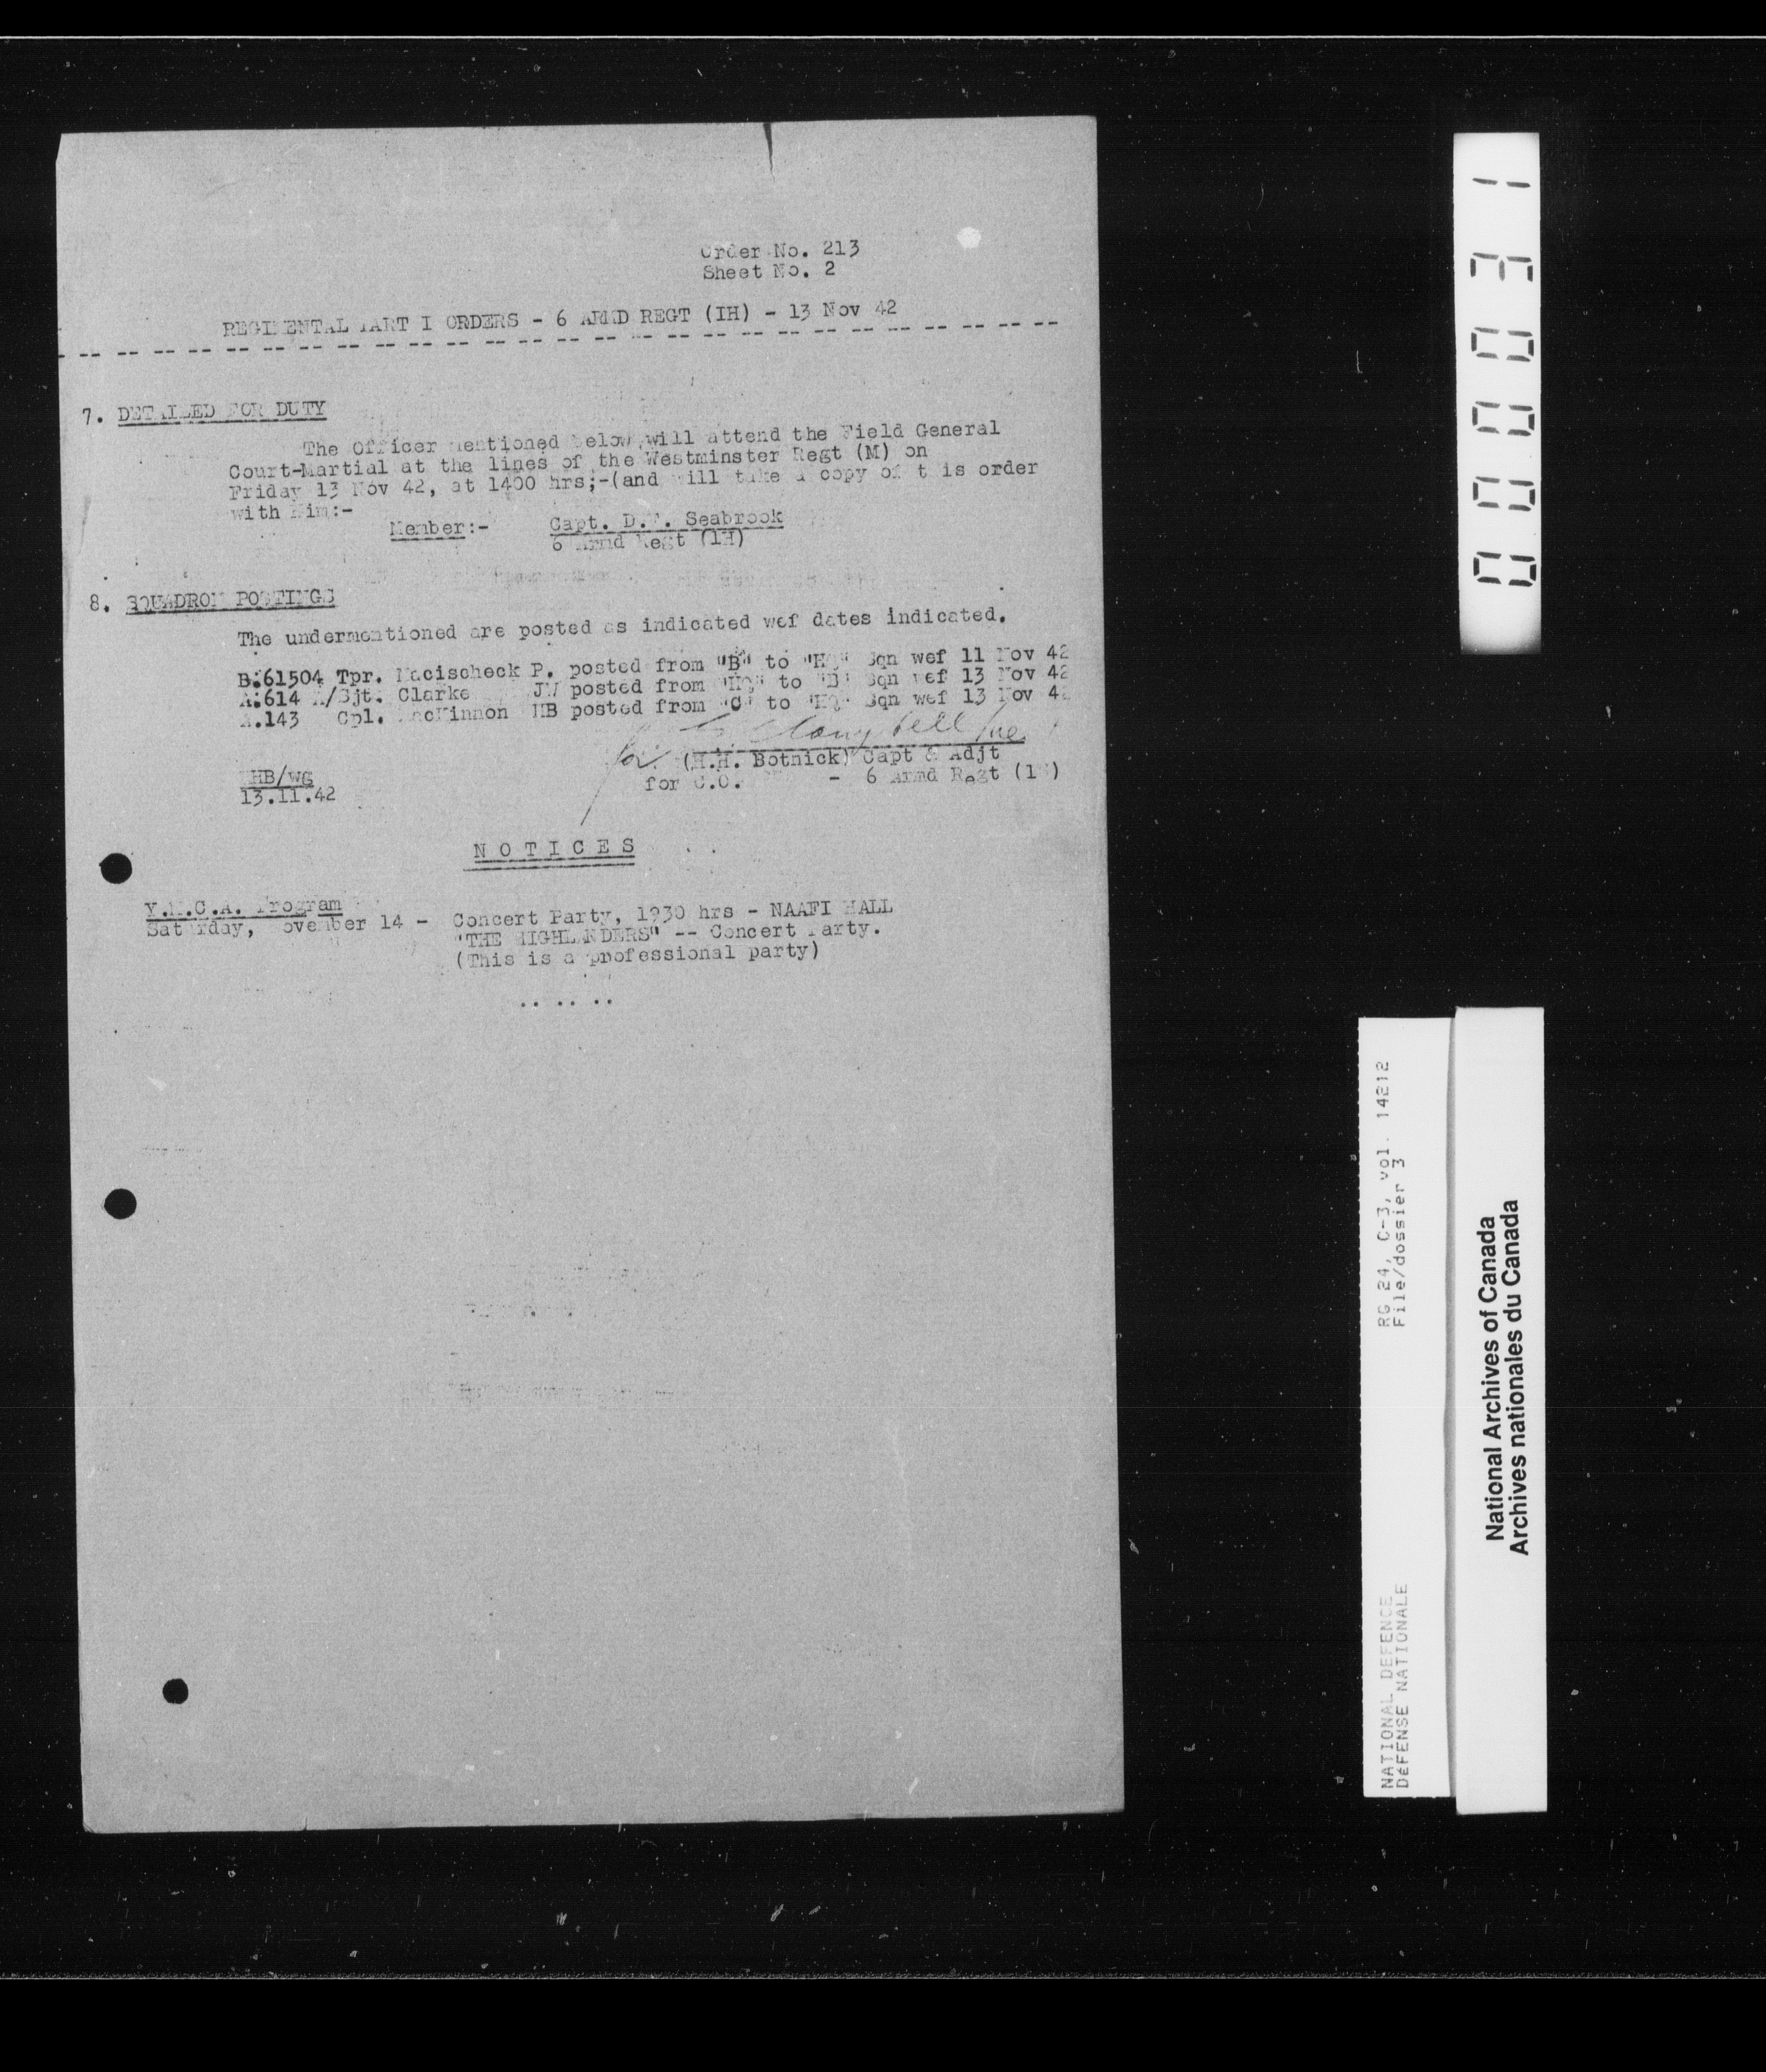 Order No. 213
Sheet No. 2
REGIMENTAL PART I ORDERS - 6 ARMD REGT (IH) - 13 Nov 42
7. DETAILED FOR DUTY
The Officer mentioned below will attend the Field General
Court-Martial at the lines of the Westminster Regt (M) on
Friday 13 Nov 42, at 1400 hrs;-(and will take a copy of this order
with him:-
Member:- Capt. D. Seabrook
6 Armd Regt (1H)
8. SQUADRON POSTINGS
The undermentioned are posted as indicated wef dates indicated.
B.61504 Tpr. Macischeck P. posted from "B" to "HQ" Sqn wef 11 Nov 42
A.614 A/Sjt. Clarke JW posted from "HQ" to "B" Sqn wef 13 Nov 42
A.143 Cpl. MacKinnon MB posted from "C" to "HQ" Sqn wef 13 Nov 42
for (H.H. Botnick) Capt & Adjt
for C.O. - 6 Armd Regt (1H)
HHB/wg
13.11.42
NOTICES
Y.M.C.A. Program
Saturday, November 14 - Concert Party, 1930 hrs - NAAFI HALL
"THE HIGHLANDERS" -- Concert Party.
(This is a professional party)
.. .. ..
000031
RG 24, C-3, vol. 14212
File/dossier 3
NATIONAL DEFENCE
DÉFENSE NATIONALE
National Archives of Canada
Archives nationales du Canada